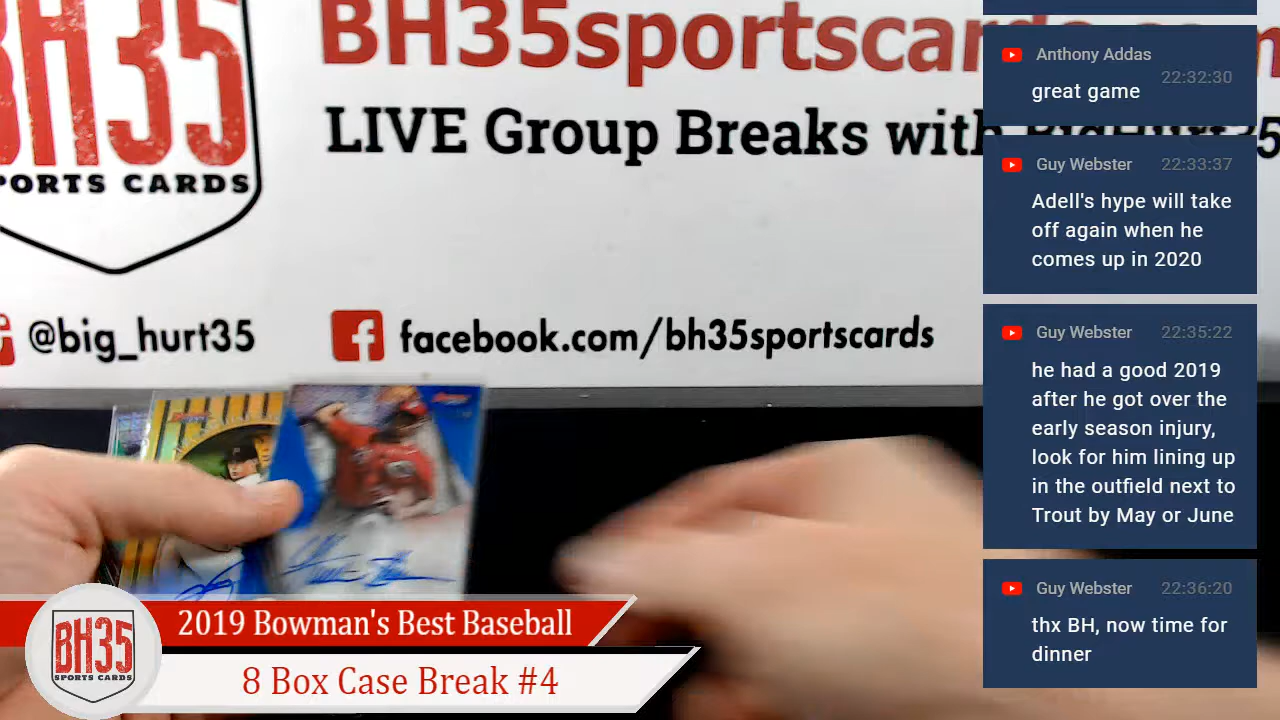 BH35
PORTS CARDS
BH35sportscar
LIVE Group Breaks with
@big_hurt35
facebook.com/bh35sportscards
Anthony Addas
22:32:30
great game
Guy Webster 22:33:37
Adell's hype will take
off again when he
comes up in 2020
Guy Webster 22:35:22
he had a good 2019
after he got over the
early season injury,
look for him lining up
in the outfield next to
Trout by May or June
Guy Webster 22:36:20
thx BH, now time for
dinner
BH35
SPORTS CARDS
2019 Bowman's Best Baseball
8 Box Case Break #4